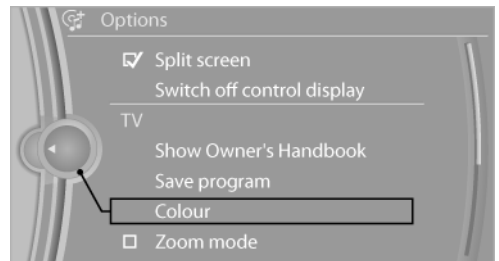 Options
Split screen
Switch off control display
TV
Show Owner's Handbook
Save program
Colour
Zoom mode